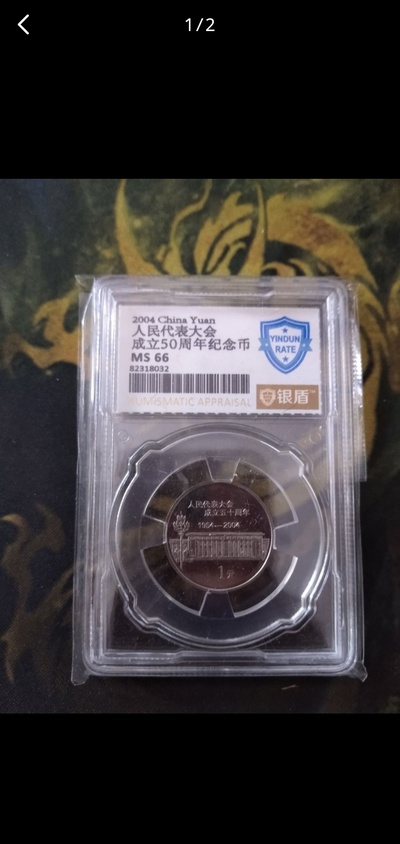 1/2
2004 China Yuan
人民代表大会
成立50周年纪念币
MS 66
82318032
YINDUN
RATE
NUMISMATIC APPRAISAL
银盾
人民代表大会
成立五十周年
1954—2004
1元